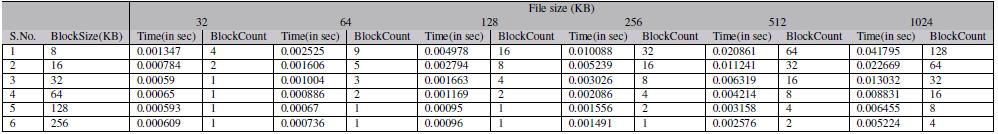 File size (KB)
32 64 128 256 512 1024
S.No. BlockSize(KB) Time(in sec) BlockCount Time(in sec) BlockCount Time(in sec) BlockCount Time(in sec) BlockCount Time(in sec) BlockCount Time(in sec) BlockCount
1 8 0.001347 4 0.002525 9 0.004978 16 0.010088 32 0.020861 64 0.041795 128
2 16 0.000784 2 0.001606 5 0.002794 8 0.005239 16 0.011241 32 0.022669 64
3 32 0.00059 1 0.001004 3 0.001663 4 0.003026 8 0.006319 16 0.013032 32
4 64 0.00065 1 0.000886 2 0.001169 2 0.002086 4 0.004214 8 0.008831 16
5 128 0.000593 1 0.00067 1 0.00095 1 0.001556 2 0.003158 4 0.006455 8
6 256 0.000609 1 0.000736 1 0.00096 1 0.001491 1 0.002576 2 0.005224 4